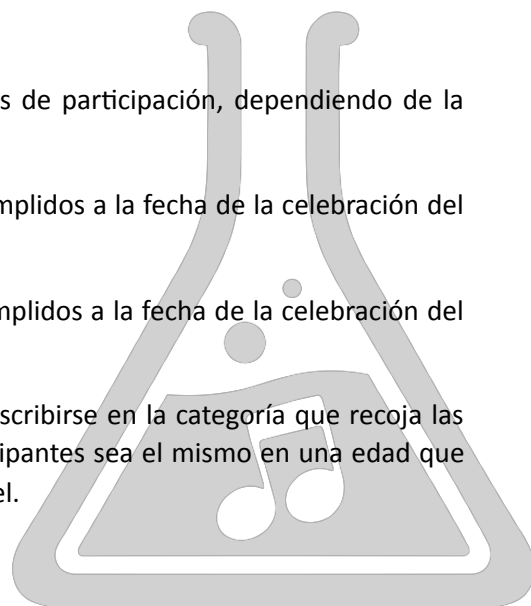 s de participación, dependiendo de la
mplidos a la fecha de la celebración del
mplidos a la fecha de la celebración del
scribirse en la categoría que recoja las
ipantes sea el mismo en una edad que
el.